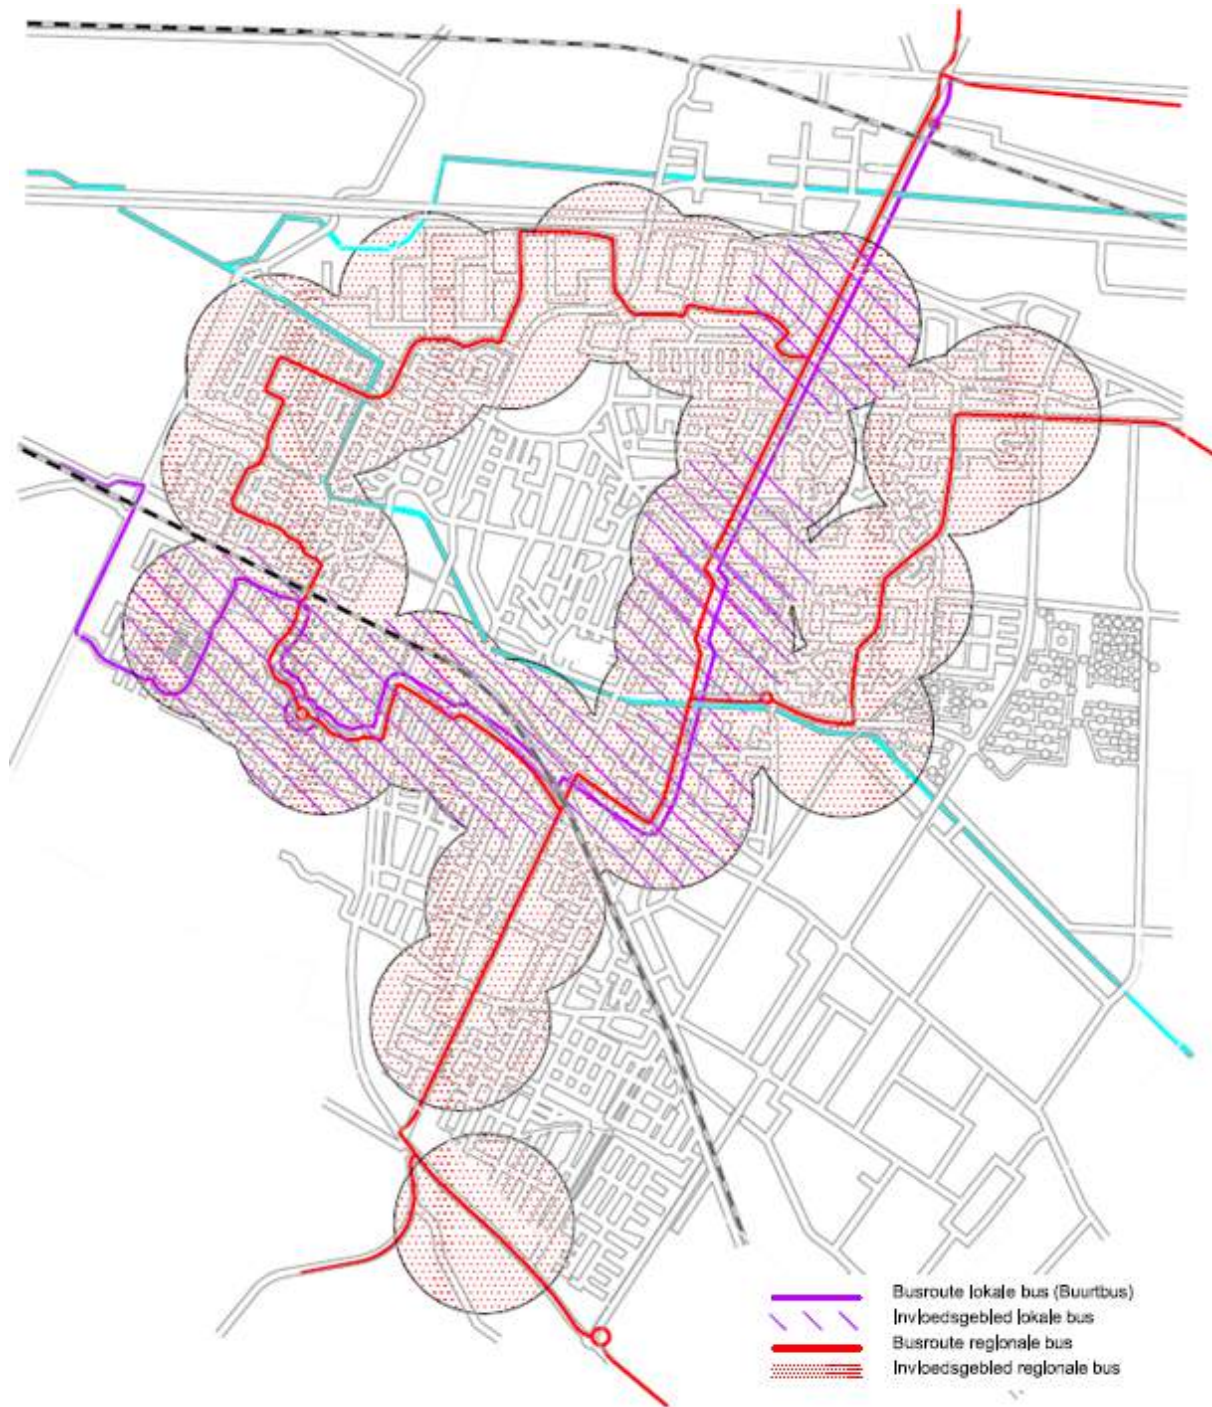 Busroute lokale bus (Buurtbus)
Invloedsgebied lokale bus
Busroute regionale bus
Invloedsgebied regionale bus